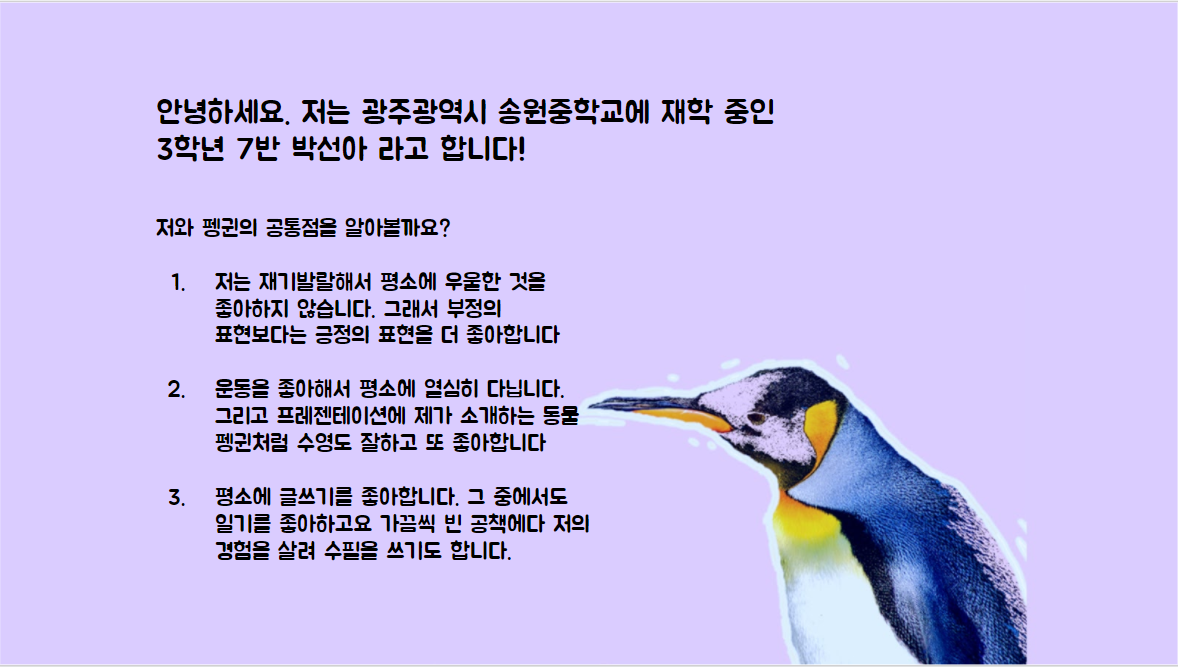 안녕하세요. 저는 광주광역시 송원중학교에 재학 중인
3학년 7반 박선아 라고 합니다!
저와 펭귄의 공통점을 알아볼까요?
1. 저는 재기발랄해서 평소에 우울한 것을
좋아하지 않습니다. 그래서 부정의
표현보다는 긍정의 표현을 더 좋아합니다
2. 운동을 좋아해서 평소에 열심히 다닙니다.
그리고 프레젠테이션에 제가 소개하는 동물
펭귄처럼 수영도 잘하고 또 좋아합니다
3. 평소에 글쓰기를 좋아합니다. 그 중에서도
일기를 좋아하고요 가끔씩 빈 공책에다 저의
경험을 살려 수필을 쓰기도 합니다.